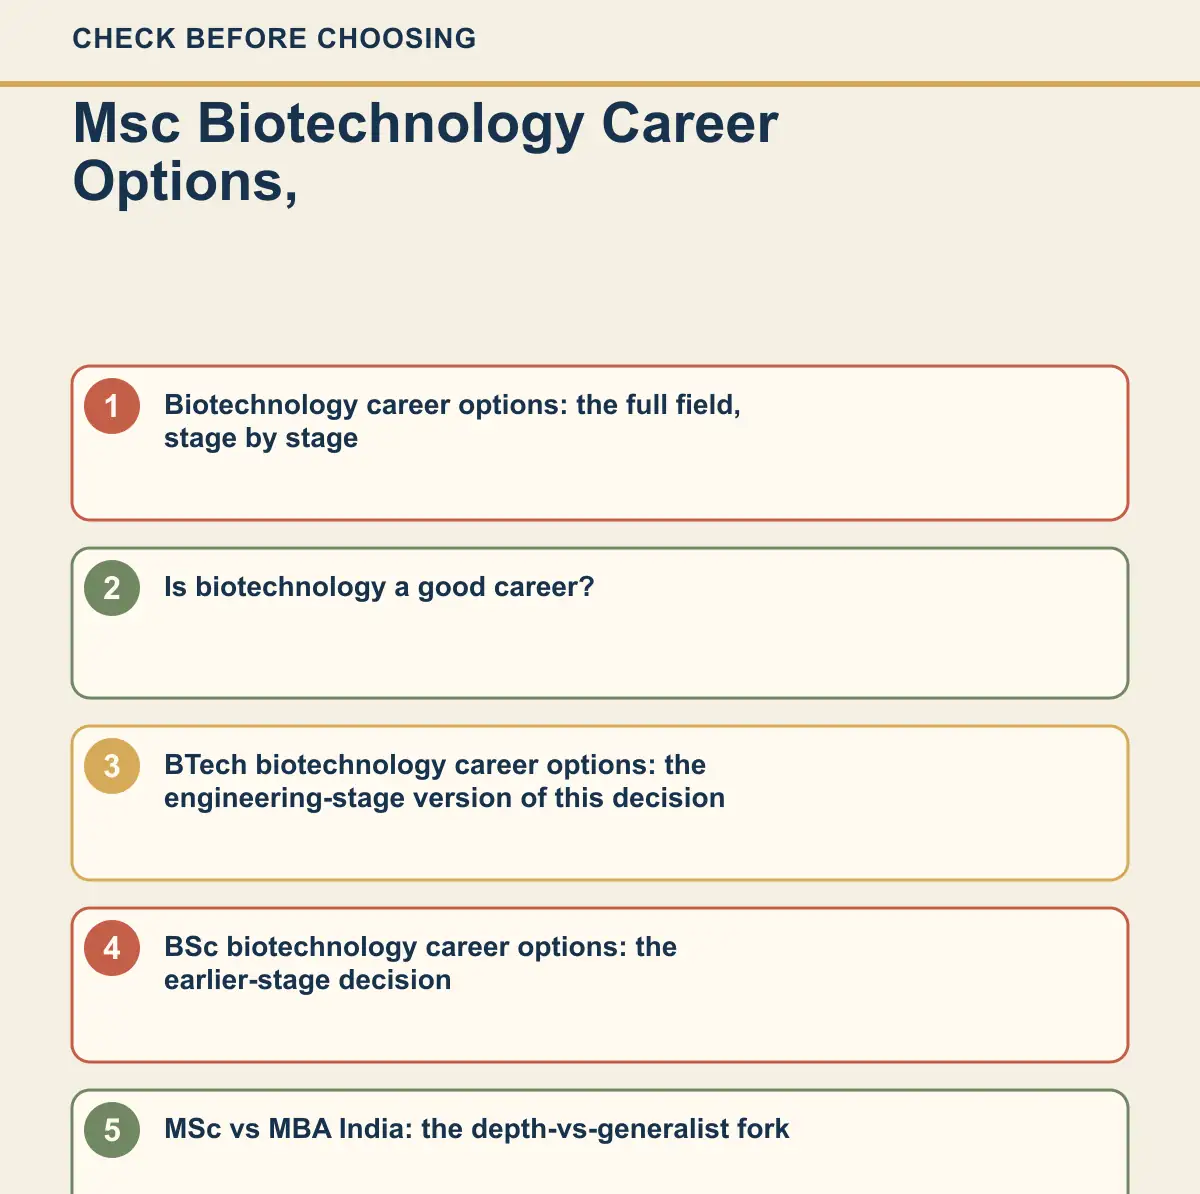 CHECK BEFORE CHOOSING
Msc Biotechnology Career
Options,
1
Biotechnology career options: the full field,
stage by stage
2
Is biotechnology a good career?
3
BTech biotechnology career options: the
engineering-stage version of this decision
4
BSc biotechnology career options: the
earlier-stage decision
5
MSc vs MBA India: the depth-vs-generalist fork